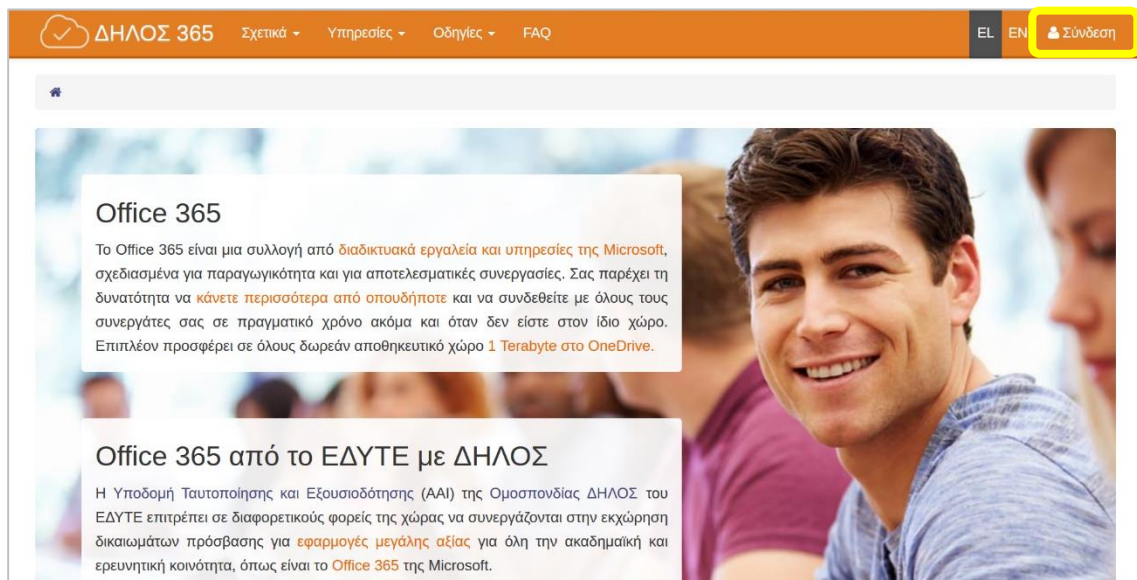 ΔΗΛΟΣ 365 Σχετικά Υπηρεσίες Οδηγίες FAQ EL EN Σύνδεση
Office 365
Το Office 365 είναι μια συλλογή από διαδικτυακά εργαλεία και υπηρεσίες της Microsoft,
σχεδιασμένα για παραγωγικότητα και για αποτελεσματικές συνεργασίες. Σας παρέχει τη
δυνατότητα να κάνετε περισσότερα από οπουδήποτε και να συνδεθείτε με όλους τους
συνεργάτες σας σε πραγματικό χρόνο ακόμα και όταν δεν είστε στον ίδιο χώρο.
Επιπλέον προσφέρει σε όλους δωρεάν αποθηκευτικό χώρο 1 Terabyte στο OneDrive.
Office 365 από το ΕΔΥΤΕ με ΔΗΛΟΣ
Η Υποδομή Ταυτοποίησης και Εξουσιοδότησης (ΑΑΙ) της Ομοσπονδίας ΔΗΛΟΣ του
ΕΔΥΤΕ επιτρέπει σε διαφορετικούς φορείς της χώρας να συνεργάζονται στην εκχώρηση
δικαιωμάτων πρόσβασης για εφαρμογές μεγάλης αξίας για όλη την ακαδημαϊκή και
ερευνητική κοινότητα, όπως είναι το Office 365 της Microsoft.